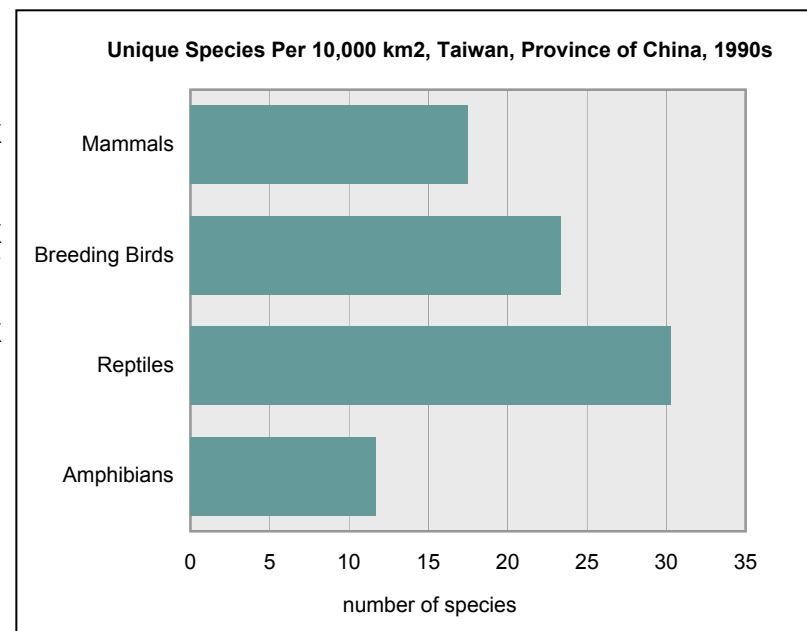 Unique Species Per 10,000 km2, Taiwan, Province of China, 1990s
Mammals
Breeding Birds
Reptiles
Amphibians
0 5 10 15 20 25 30 35
number of species